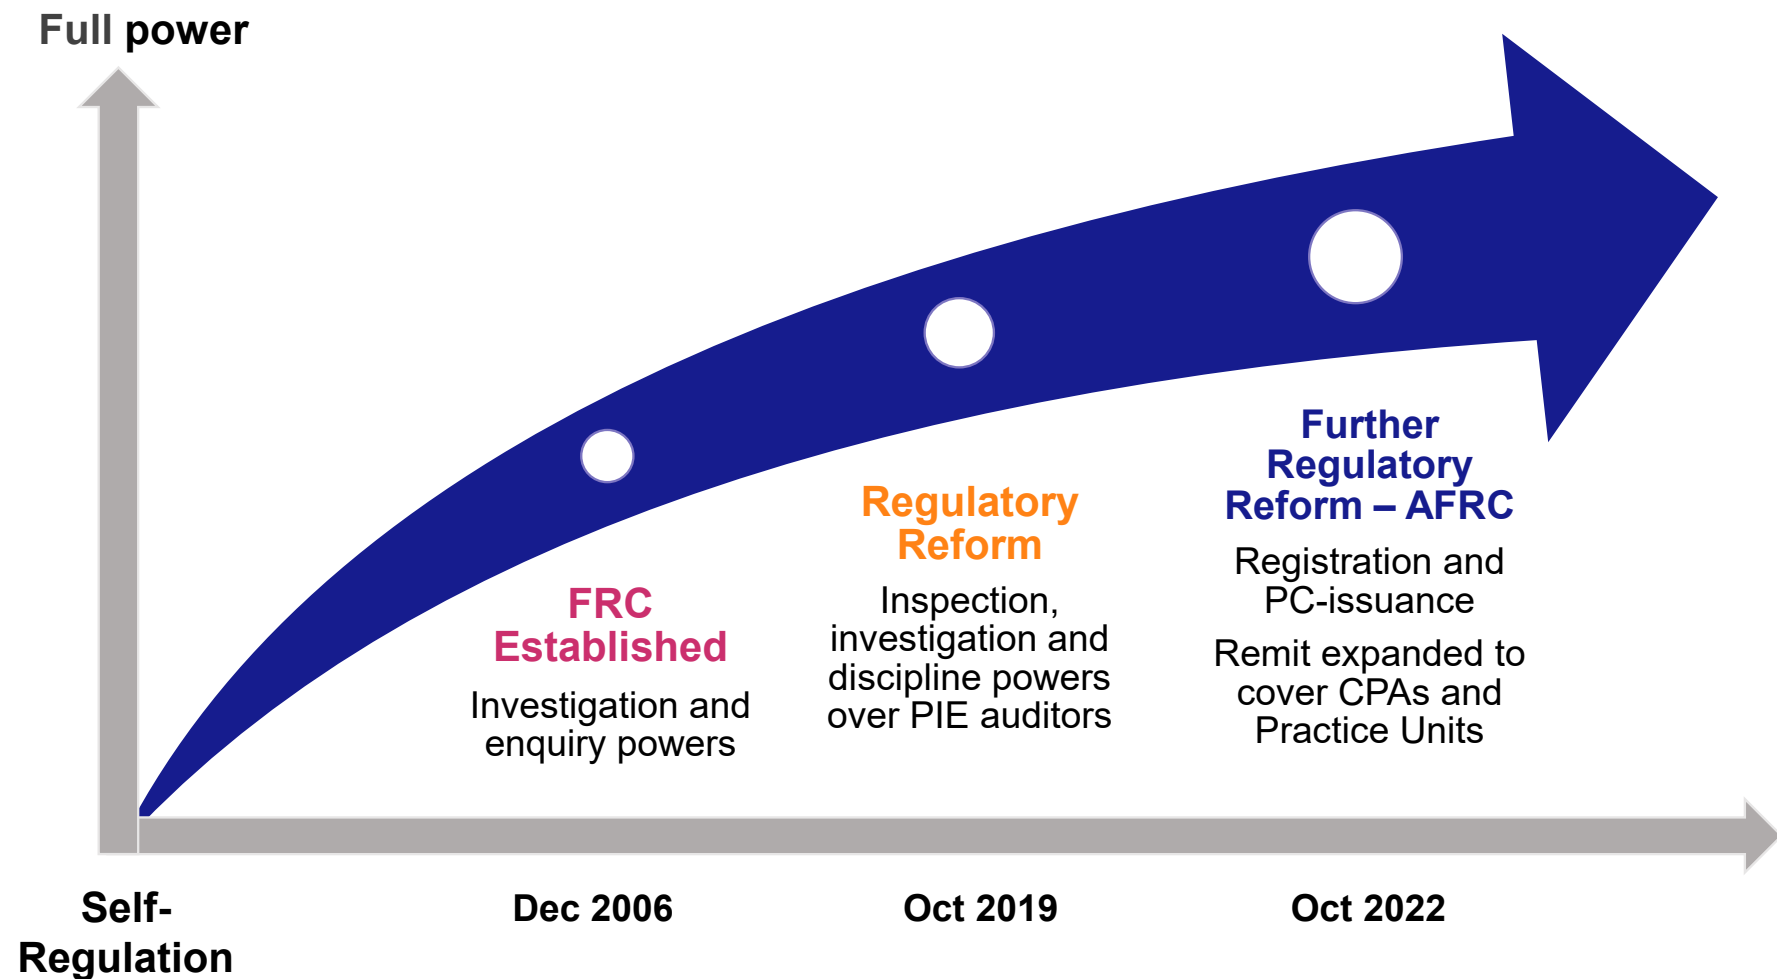 Full power
FRC
Established
Investigation and
enquiry powers
Regulatory
Reform
Inspection,
investigation and
discipline powers
over PIE auditors
Further
Regulatory
Reform – AFRC
Registration and
PC-issuance
Remit expanded to
cover CPAs and
Practice Units
Self-
Regulation
Dec 2006
Oct 2019
Oct 2022